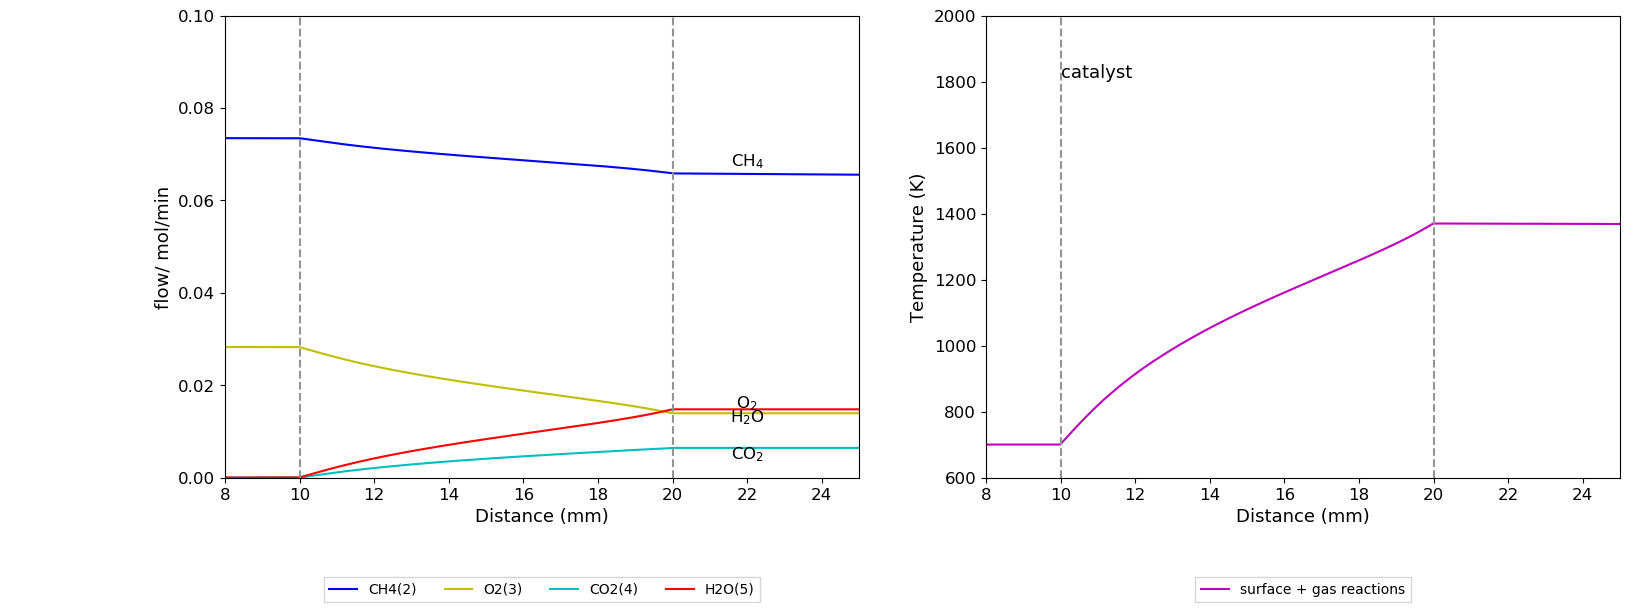 0.10
0.08
0.06
0.04
0.02
0.00
flow/ mol/min
CH₄
O₂
H₂O
CO₂
8 10 12 14 16 18 20 22 24
Distance (mm)
CH4(2) O2(3) CO2(4) H2O(5)
2000
1800
1600
1400
1200
1000
800
600
Temperature (K)
catalyst
8 10 12 14 16 18 20 22 24
Distance (mm)
surface + gas reactions